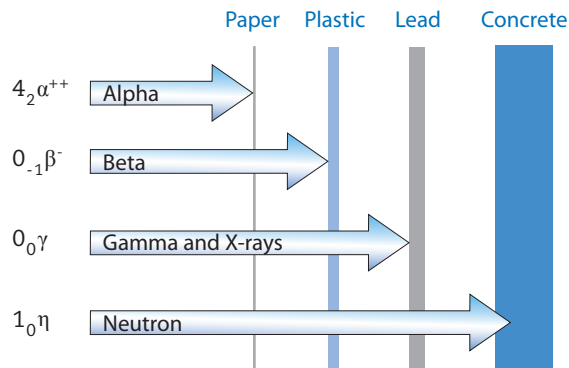 Paper Plastic Lead Concrete
4₂α⁺⁺ Alpha
0₋₁β⁻ Beta
0₀γ Gamma and X-rays
1₀η Neutron